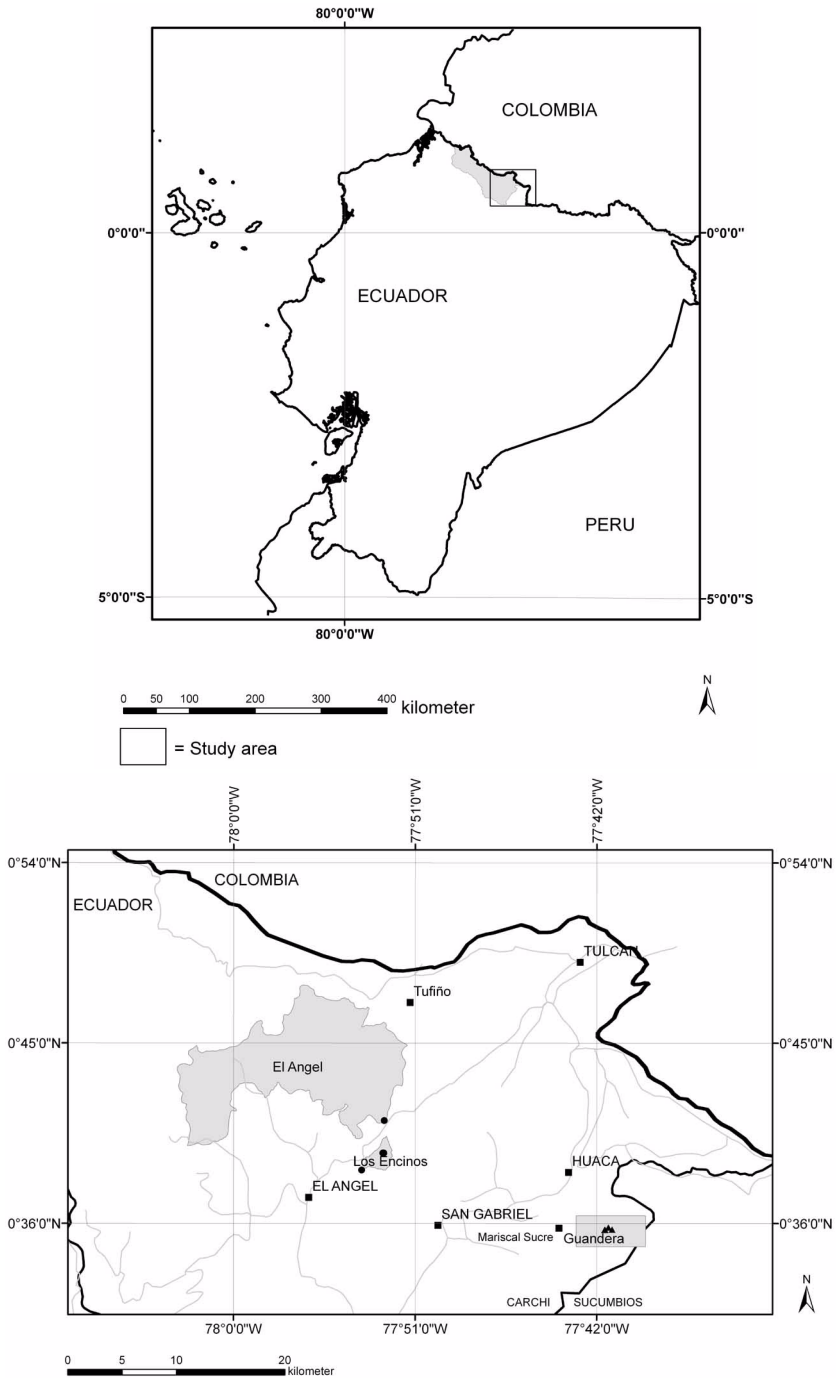 80°0'0"W
COLOMBIA
0°0'0"
0°0'0"
ECUADOR
PERU
5°0'0"S
5°0'0"S
80°0'0"W
N
0 50 100 200 300 400 kilometer
= Study area
78°0'0"W 77°51'0"W 77°42'0"W
0°54'0"N 0°54'0"N
COLOMBIA
ECUADOR
TULCAN
Tufiño
0°45'0"N 0°45'0"N
El Angel
Los Encinos
HUACA
EL ANGEL
SAN GABRIEL
0°36'0"N 0°36'0"N
Mariscal Sucre Guandera
N
CARCHI SUCUMBIOS
78°0'0"W 77°51'0"W 77°42'0"W
0 5 10 20
kilometer